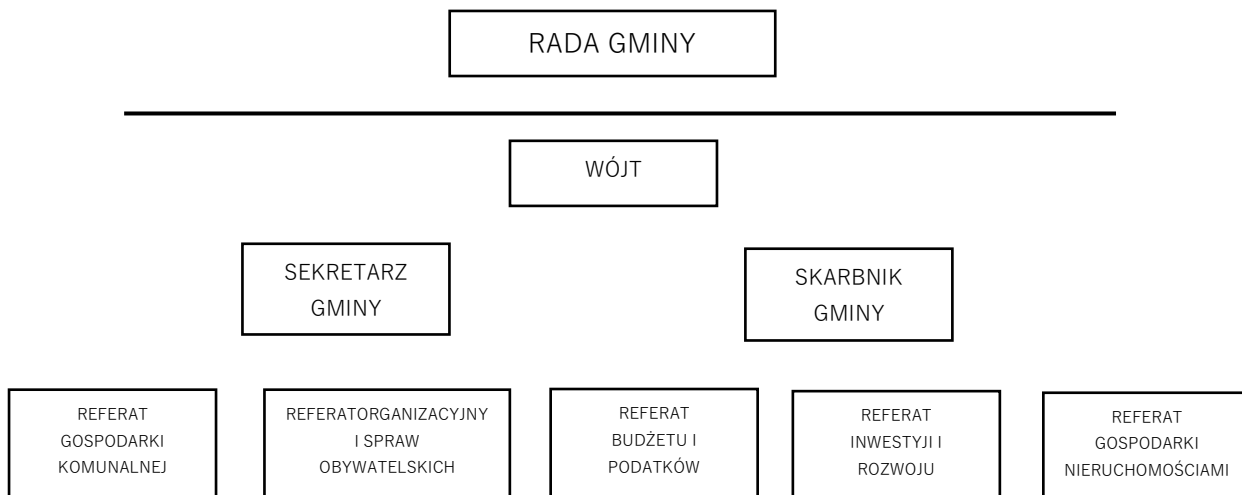 RADA GMINY
WÓJT
SEKRETARZ
GMINY
SKARBNIK
GMINY
REFERAT
GOSPODARKI
KOMUNALNEJ
REFERATORGANIZACYJNY
I SPRAW
OBYWATELSKICH
REFERAT
BUDŻETU I
PODATKÓW
REFERAT
INWESTYJI I
ROZWOJU
REFERAT
GOSPODARKI
NIERUCHOMOŚCIAMI